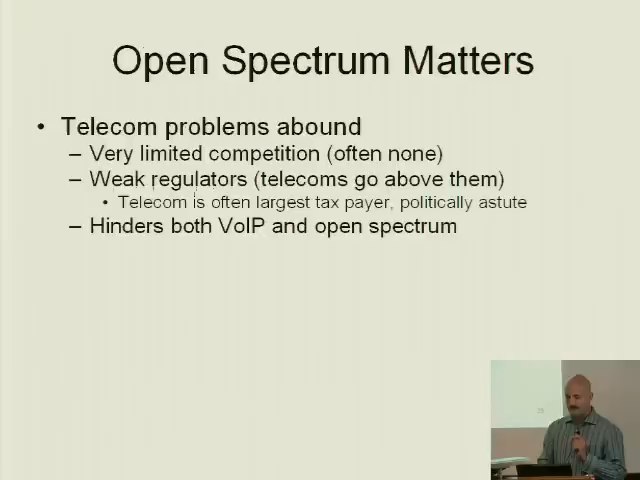 Open Spectrum Matters
• Telecom problems abound
– Very limited competition (often none)
– Weak regulators (telecoms go above them)
• Telecom is often largest tax payer, politically astute
– Hinders both VoIP and open spectrum